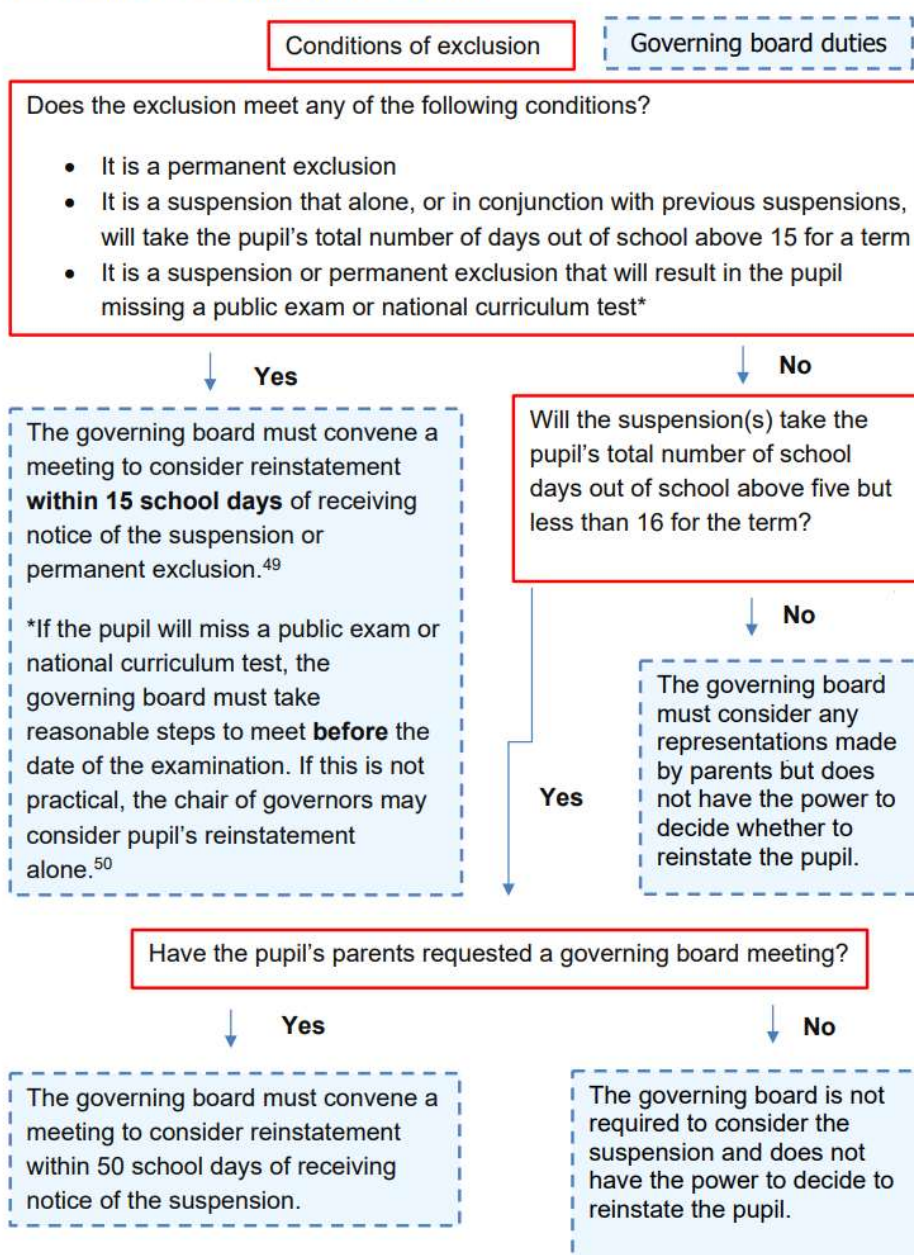 Conditions of exclusion
Governing board duties
Does the exclusion meet any of the following conditions?
• It is a permanent exclusion
• It is a suspension that alone, or in conjunction with previous suspensions,
will take the pupil's total number of days out of school above 15 for a term
• It is a suspension or permanent exclusion that will result in the pupil
missing a public exam or national curriculum test*
Yes
No
The governing board must convene a
meeting to consider reinstatement
within 15 school days of receiving
notice of the suspension or
permanent exclusion.49
*If the pupil will miss a public exam or
national curriculum test, the
governing board must take
reasonable steps to meet before the
date of the examination. If this is not
practical, the chair of governors may
consider pupil's reinstatement
alone.50
Will the suspension(s) take the
pupil's total number of school
days out of school above five but
less than 16 for the term?
No
Yes
The governing board
must consider any
representations made
by parents but does
not have the power to
decide whether to
reinstate the pupil.
Have the pupil's parents requested a governing board meeting?
Yes
No
The governing board must convene a
meeting to consider reinstatement
within 50 school days of receiving
notice of the suspension.
The governing board is not
required to consider the
suspension and does not
have the power to decide to
reinstate the pupil.